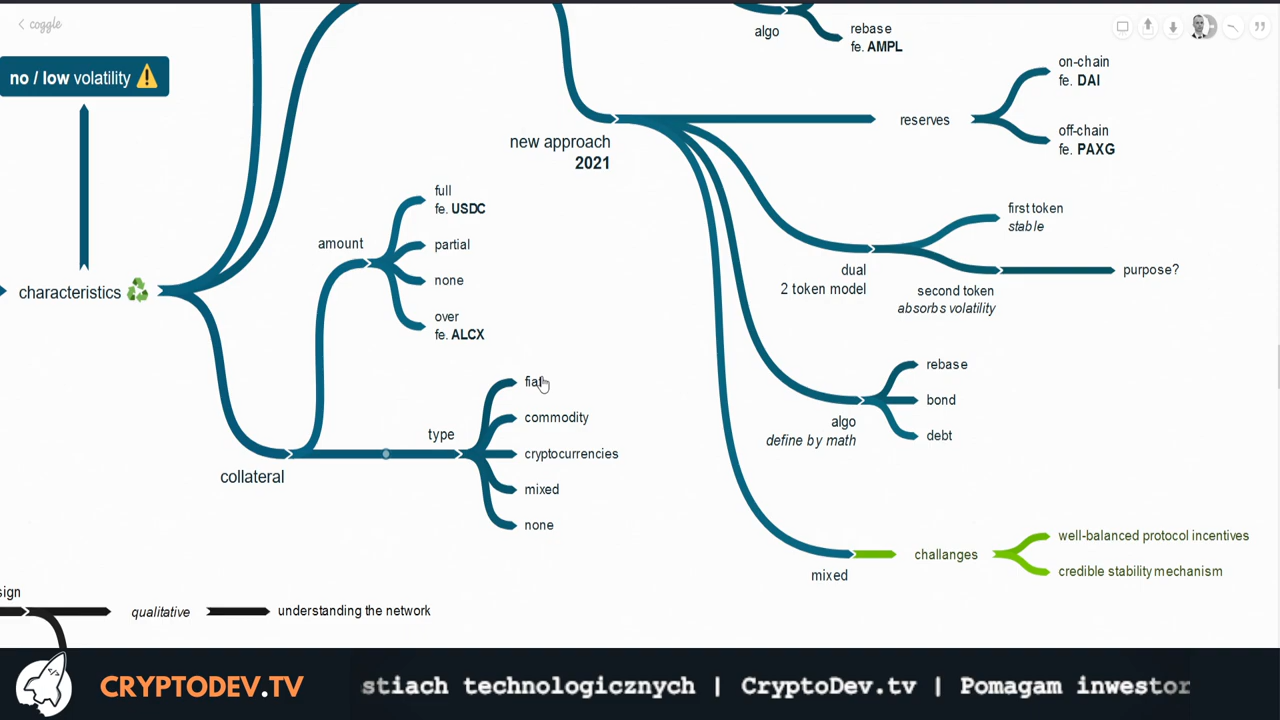 coggle
no / low volatility
algo
rebase
fe. AMPL
on-chain
fe. DAI
reserves
off-chain
fe. PAXG
new approach
2021
full
fe. USDC
amount
partial
none
over
fe. ALCX
first token
stable
dual
2 token model
purpose?
second token
absorbs volatility
characteristics
rebase
bond
debt
algo
define by math
fiat
commodity
type
cryptocurrencies
mixed
none
collateral
well-balanced protocol incentives
challanges
credible stability mechanism
mixed
sign
qualitative
understanding the network
CRYPTODEV.TV
stiach technologicznych | CryptoDev.tv | Pomagam inwestor